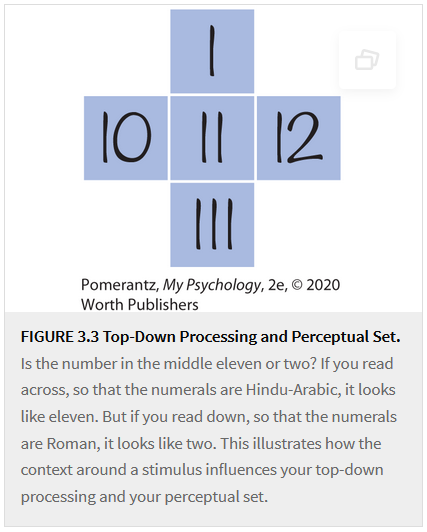 I
10 11 12
III
Pomerantz, My Psychology, 2e, © 2020
Worth Publishers
FIGURE 3.3 Top-Down Processing and Perceptual Set.
Is the number in the middle eleven or two? If you read
across, so that the numerals are Hindu-Arabic, it looks
like eleven. But if you read down, so that the numerals
are Roman, it looks like two. This illustrates how the
context around a stimulus influences your top-down
processing and your perceptual set.